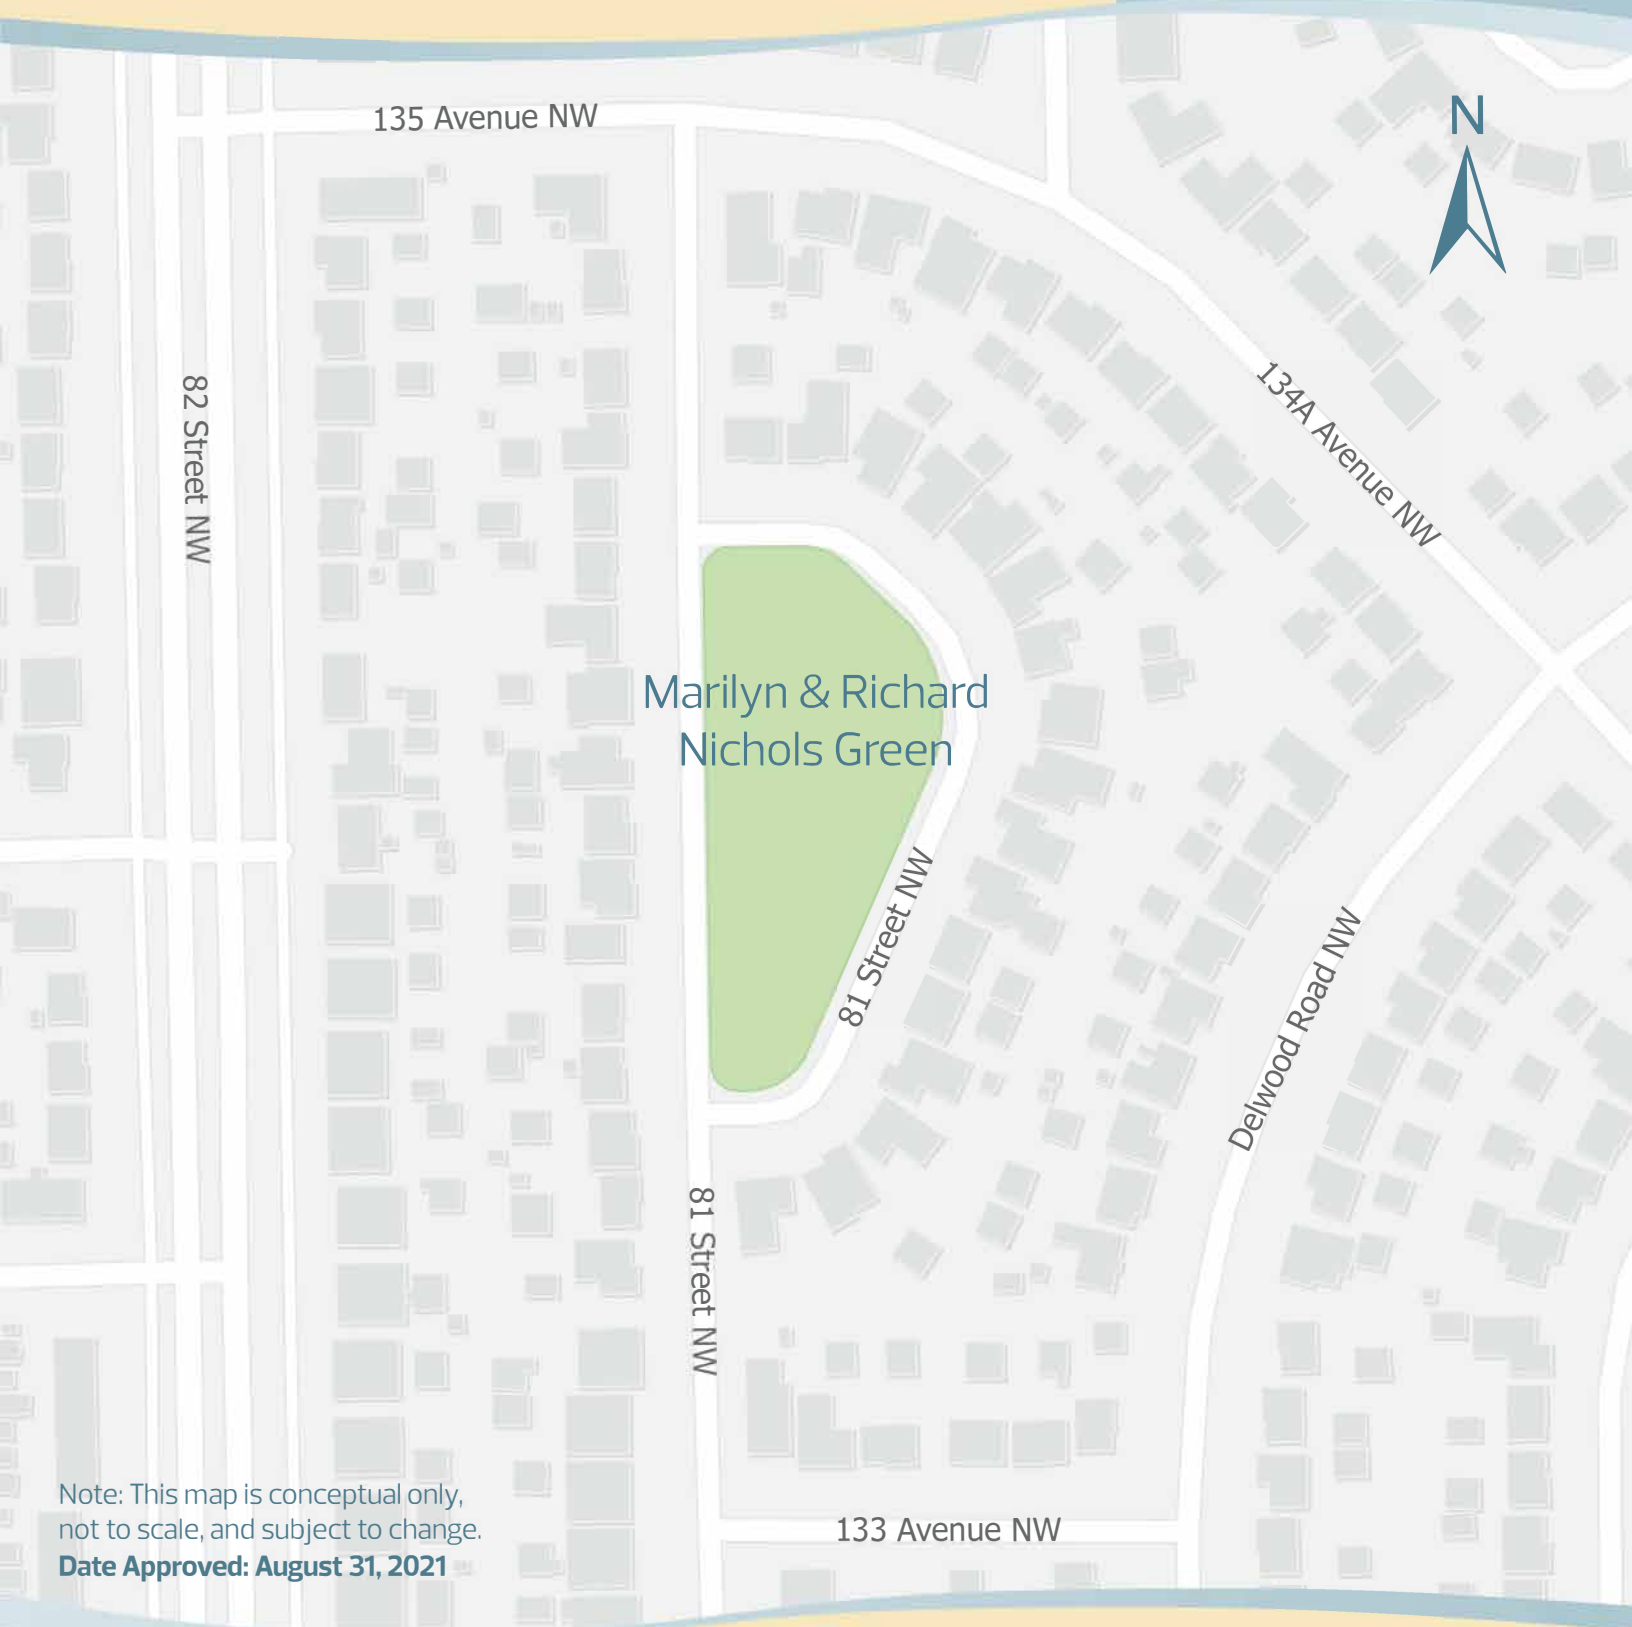 135 Avenue NW
N
82 Street NW
134A Avenue NW
Marilyn & Richard
Nichols Green
81 Street NW
Delwood Road NW
81 Street NW
133 Avenue NW
Note: This map is conceptual only,
not to scale, and subject to change.
Date Approved: August 31, 2021